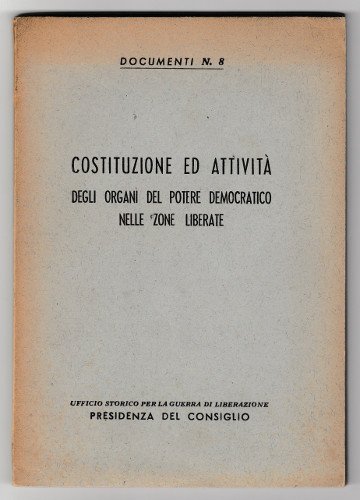 DOCUMENTI N. 8
COSTITUZIONE ED ATTIVITÀ
DEGLI ORGANI DEL POTERE DEMOCRATICO
NELLE ZONE LIBERATE
UFFICIO STORICO PER LA GUERRA DI LIBERAZIONE
PRESIDENZA DEL CONSIGLIO